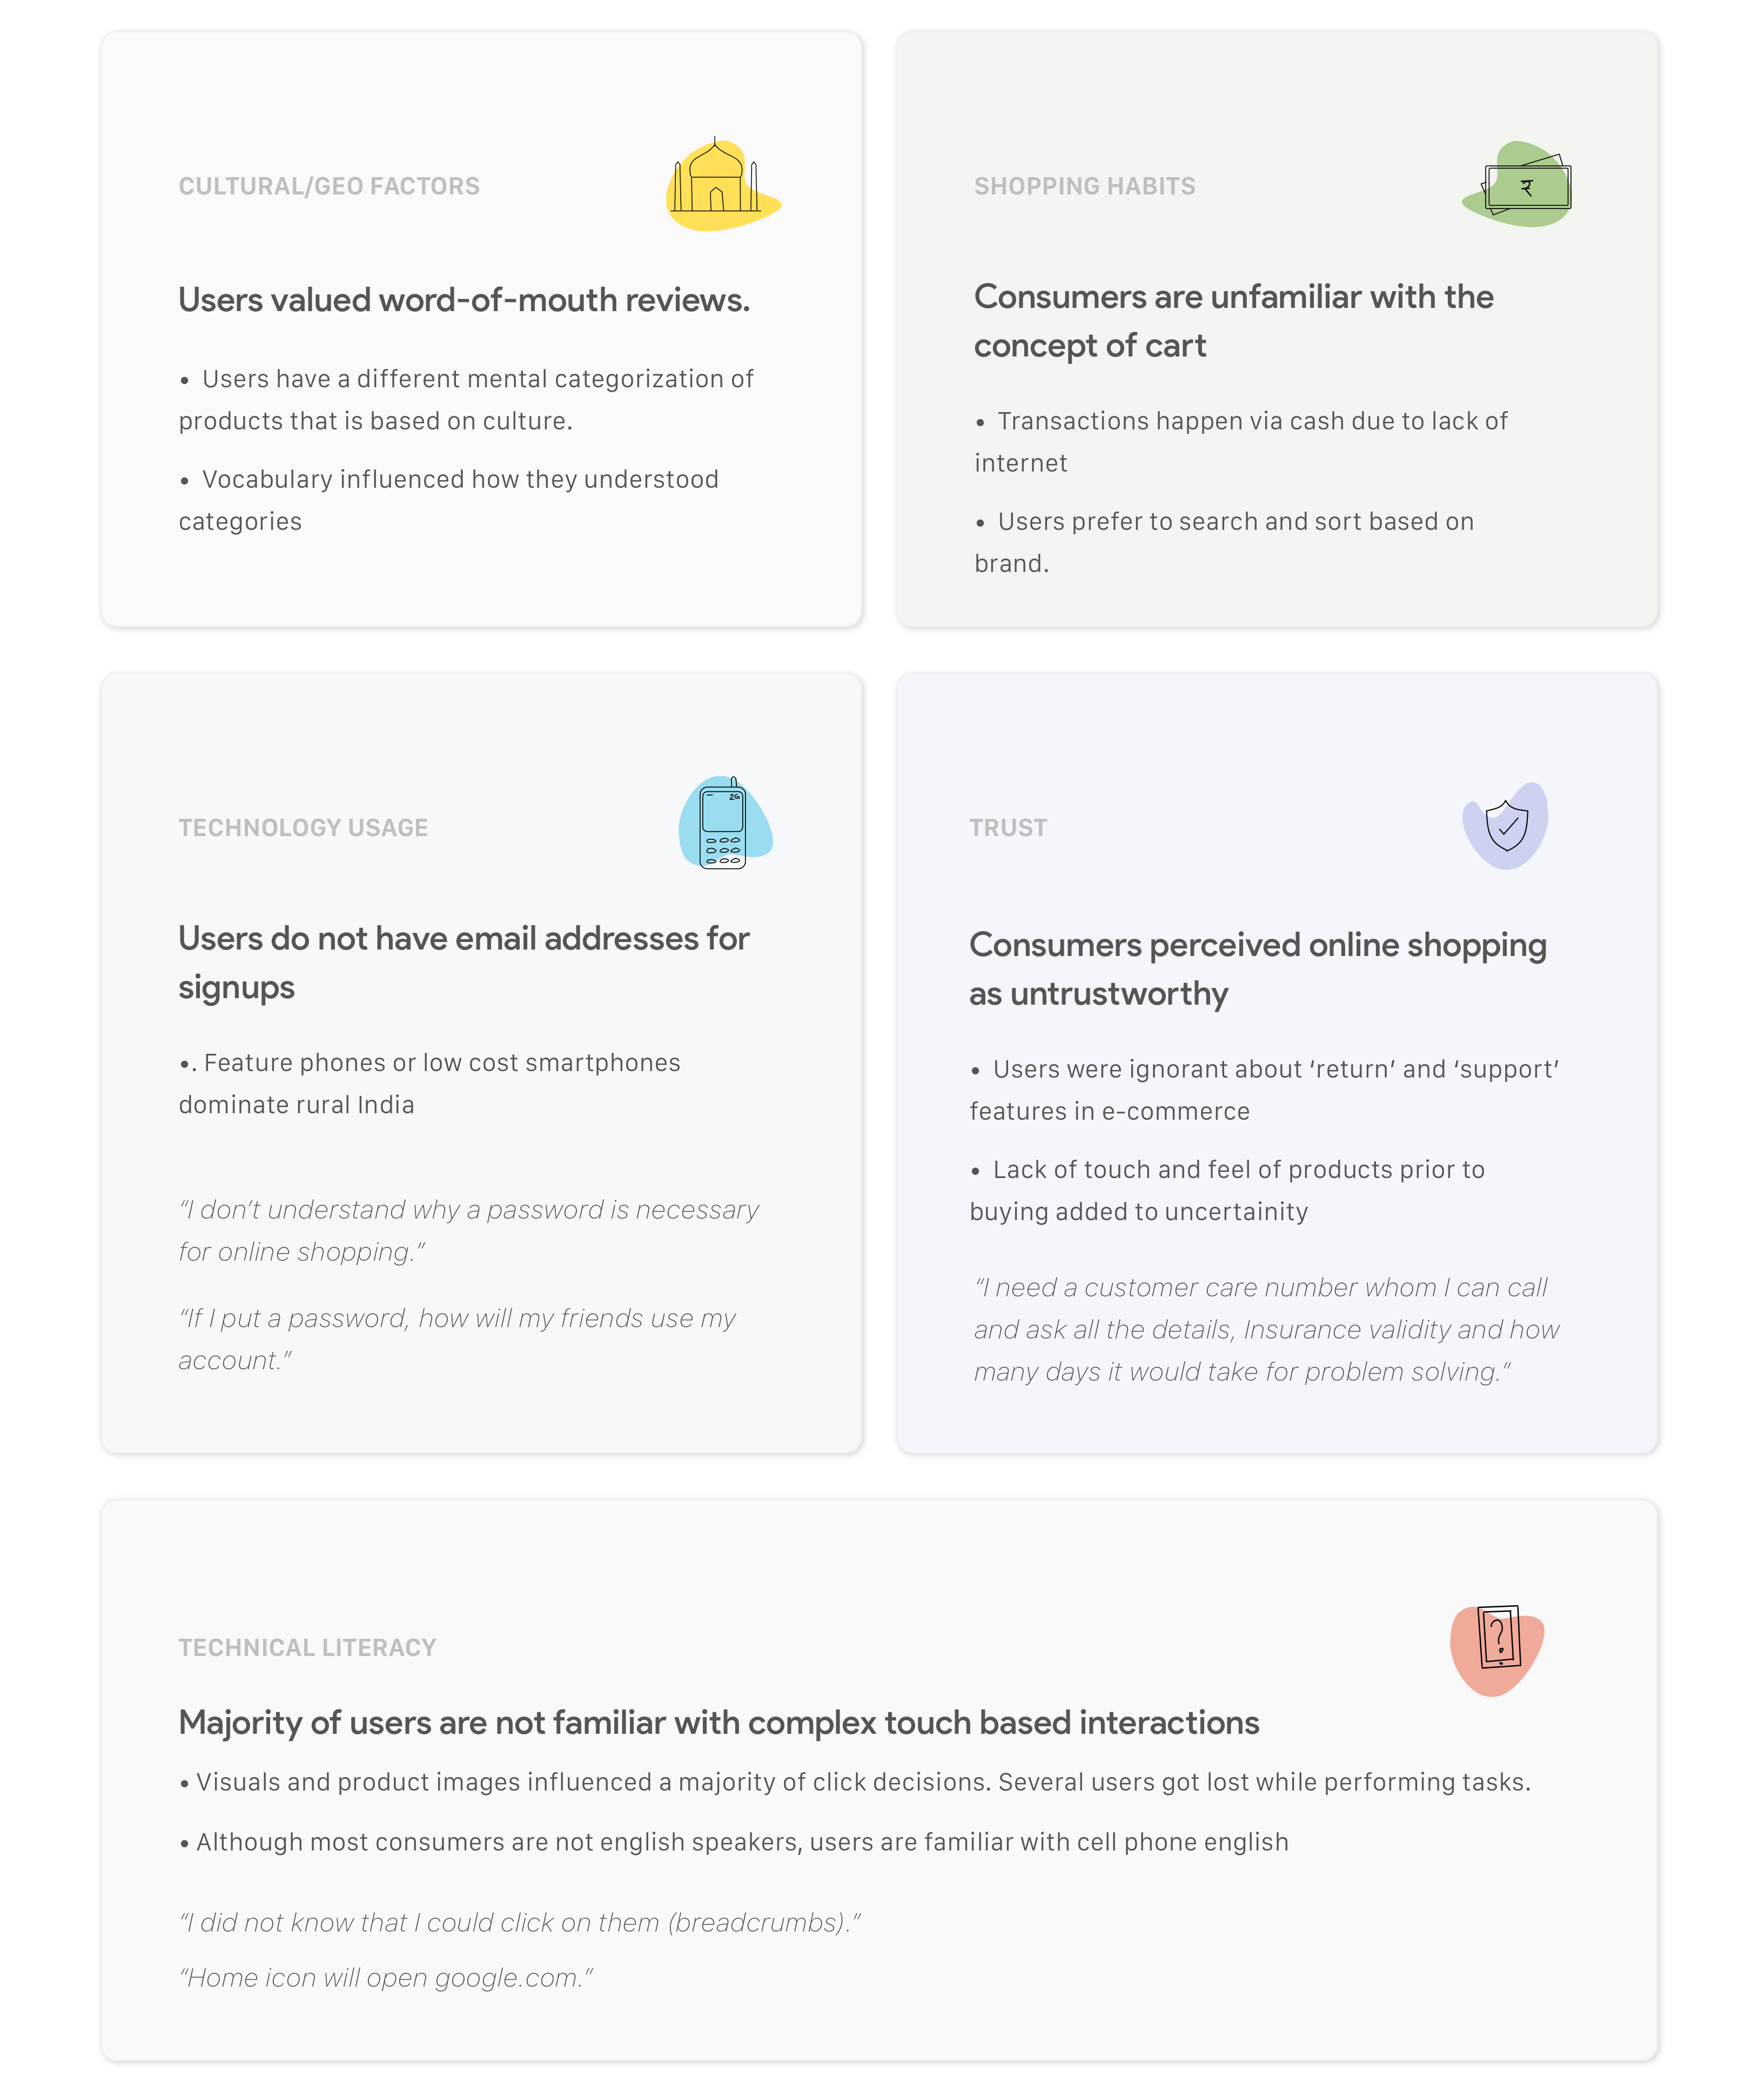 CULTURAL/GEO FACTORS
Users valued word-of-mouth reviews.
• Users have a different mental categorization of
products that is based on culture.
• Vocabulary influenced how they understood
categories
SHOPPING HABITS
₹
Consumers are unfamiliar with the
concept of cart
• Transactions happen via cash due to lack of
internet
• Users prefer to search and sort based on
brand.
TECHNOLOGY USAGE
2G
Users do not have email addresses for
signups
•. Feature phones or low cost smartphones
dominate rural India
“I don’t understand why a password is necessary
for online shopping.”
“If I put a password, how will my friends use my
account.”
TRUST
Consumers perceived online shopping
as untrustworthy
• Users were ignorant about ‘return’ and ‘support’
features in e-commerce
• Lack of touch and feel of products prior to
buying added to uncertainity
“I need a customer care number whom I can call
and ask all the details, Insurance validity and how
many days it would take for problem solving.”
TECHNICAL LITERACY
?
Majority of users are not familiar with complex touch based interactions
• Visuals and product images influenced a majority of click decisions. Several users got lost while performing tasks.
• Although most consumers are not english speakers, users are familiar with cell phone english
“I did not know that I could click on them (breadcrumbs).”
“Home icon will open google.com.”